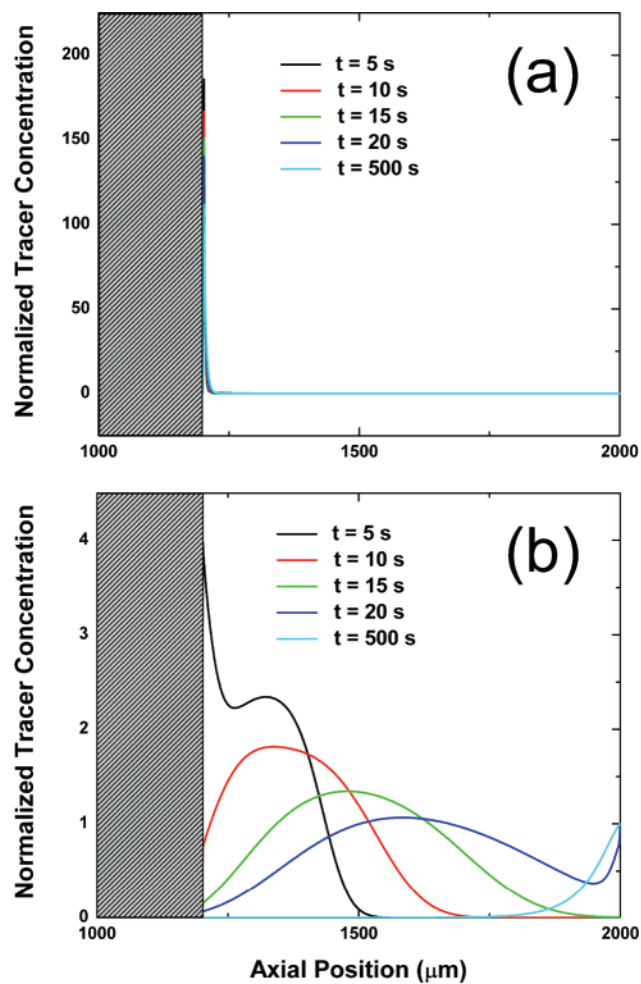 (a)
t = 5 s
t = 10 s
t = 15 s
t = 20 s
t = 500 s
Normalized Tracer Concentration
200
150
100
50
0
1000
1500
2000
(b)
t = 5 s
t = 10 s
t = 15 s
t = 20 s
t = 500 s
Normalized Tracer Concentration
4
3
2
1
0
1000
1500
2000
Axial Position (μm)